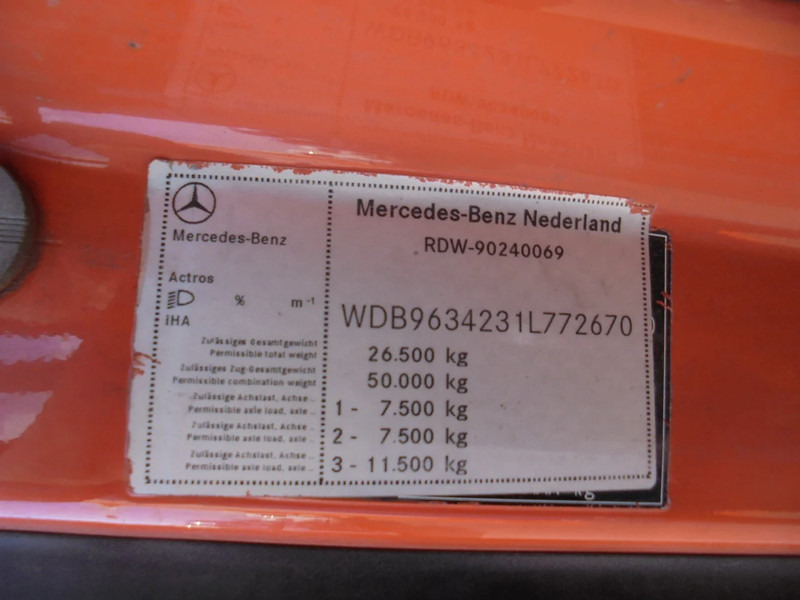 Mercedes-Benz
Actros
% m⁻¹
IHA
Mercedes-Benz Nederland
RDW-90240069
WDB9634231L772670
Zulässiges Gesamtgewicht
Permissible total weight 26.500 kg
Zulässiges Zug-Gesamtgewicht
Permissible combination weight 50.000 kg
Zulässige Achslast, Achse ..
Permissible axle load, axle .. 1 - 7.500 kg
Zulässige Achslast, Achse ..
Permissible axle load, axle .. 2 - 7.500 kg
Zulässige Achslast, Achse ..
Permissible axle load, axle .. 3 - 11.500 kg
kg